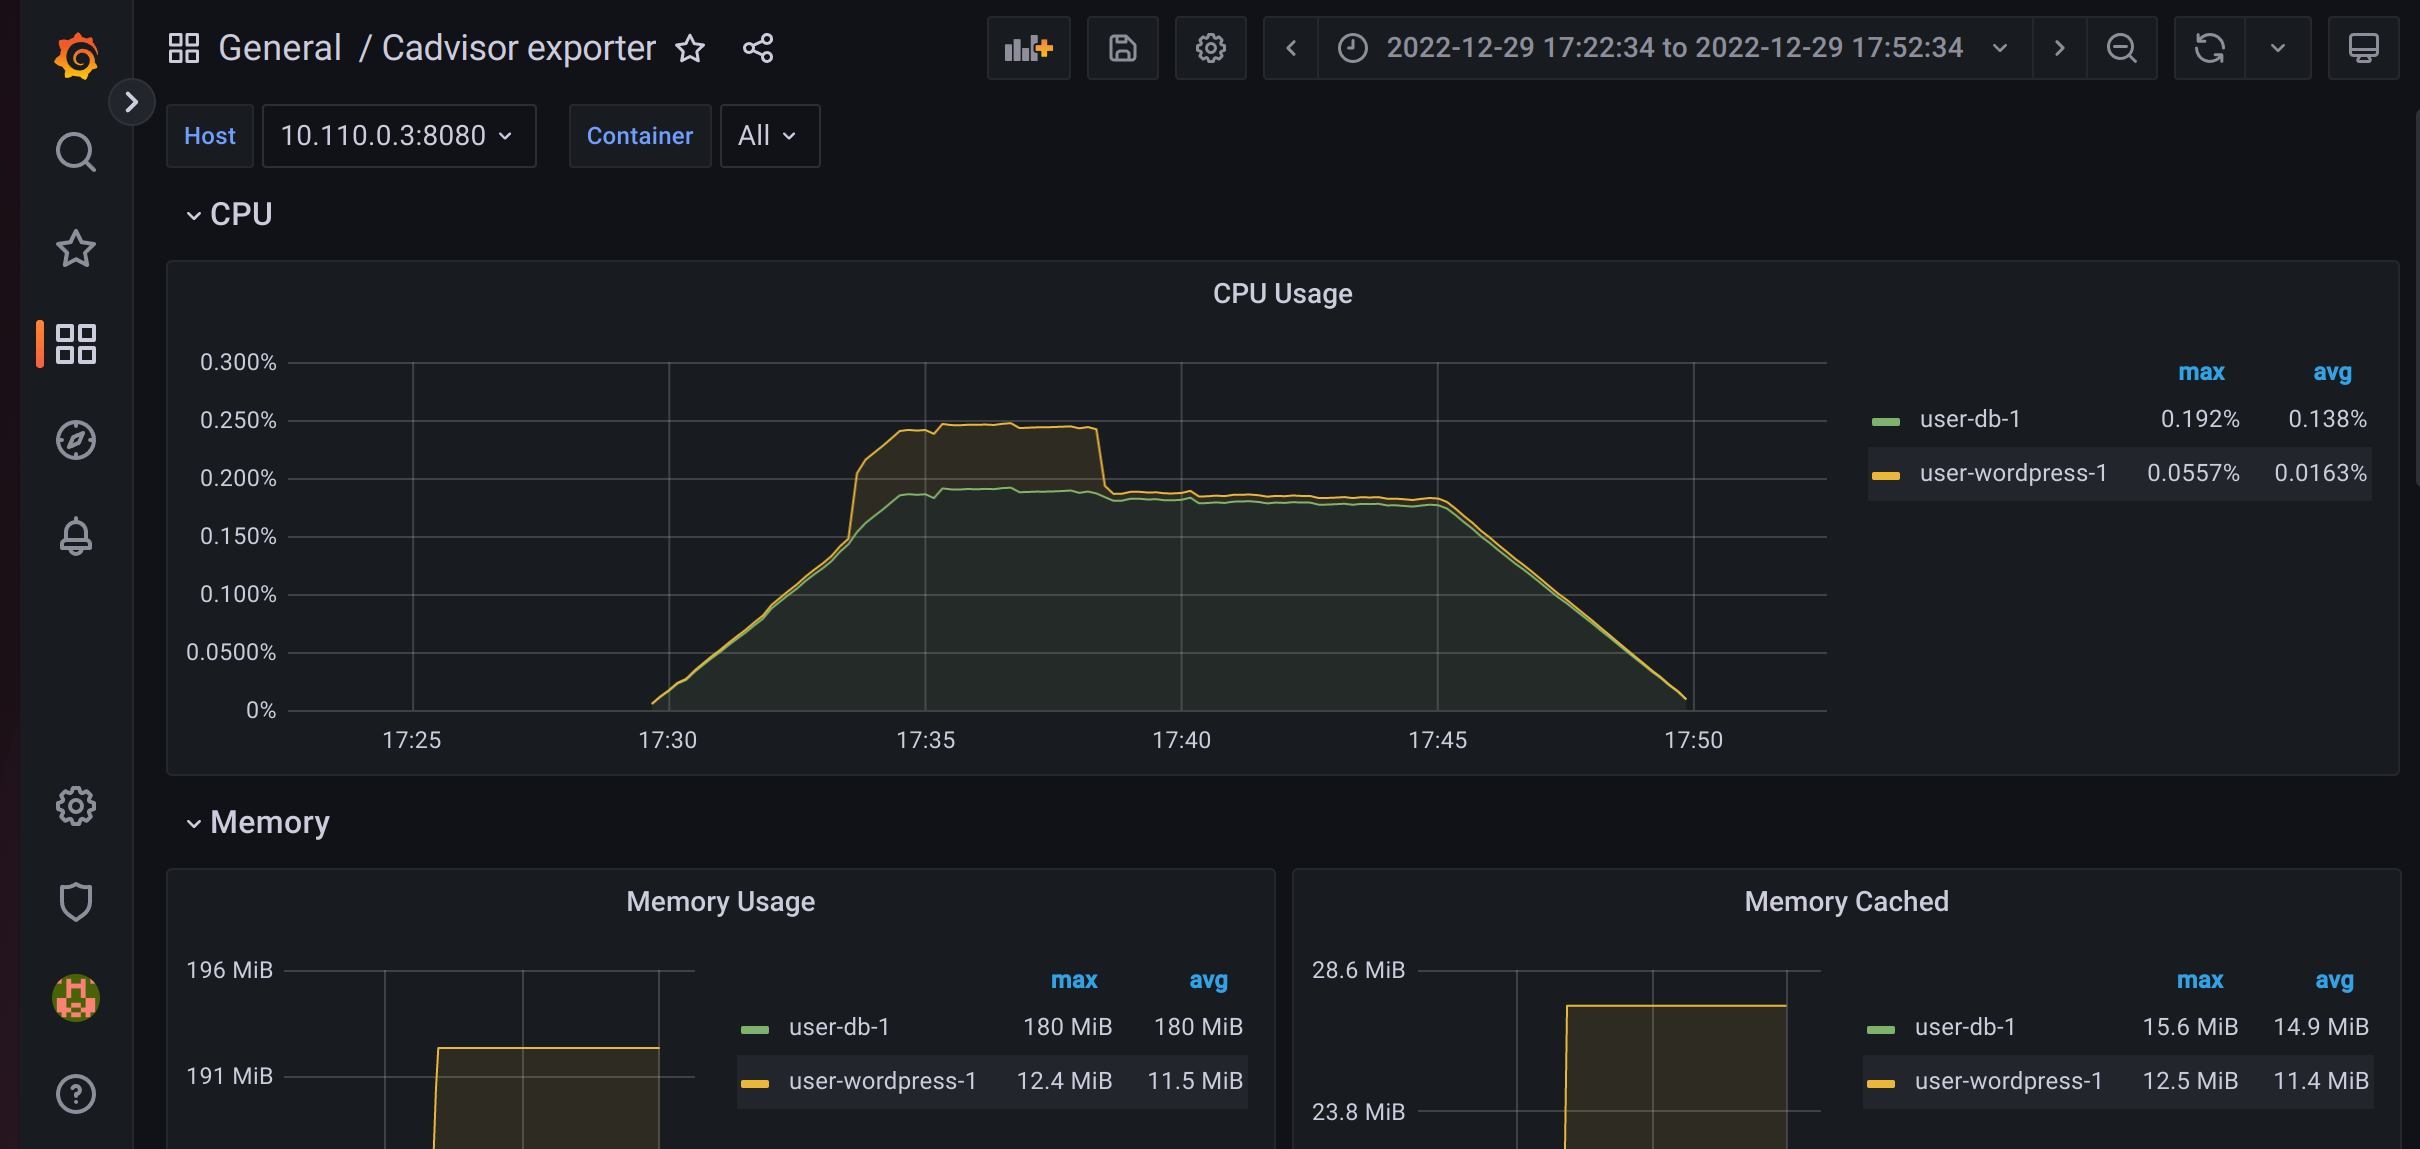 General / Cadvisor exporter
2022-12-29 17:22:34 to 2022-12-29 17:52:34
Host 10.110.0.3:8080 Container All
CPU
CPU Usage
0.300%
0.250%
0.200%
0.150%
0.100%
0.0500%
0%
17:25 17:30 17:35 17:40 17:45 17:50
max avg
user-db-1 0.192% 0.138%
user-wordpress-1 0.0557% 0.0163%
Memory
Memory Usage
196 MiB
191 MiB
max avg
user-db-1 180 MiB 180 MiB
user-wordpress-1 12.4 MiB 11.5 MiB
Memory Cached
28.6 MiB
23.8 MiB
max avg
user-db-1 15.6 MiB 14.9 MiB
user-wordpress-1 12.5 MiB 11.4 MiB